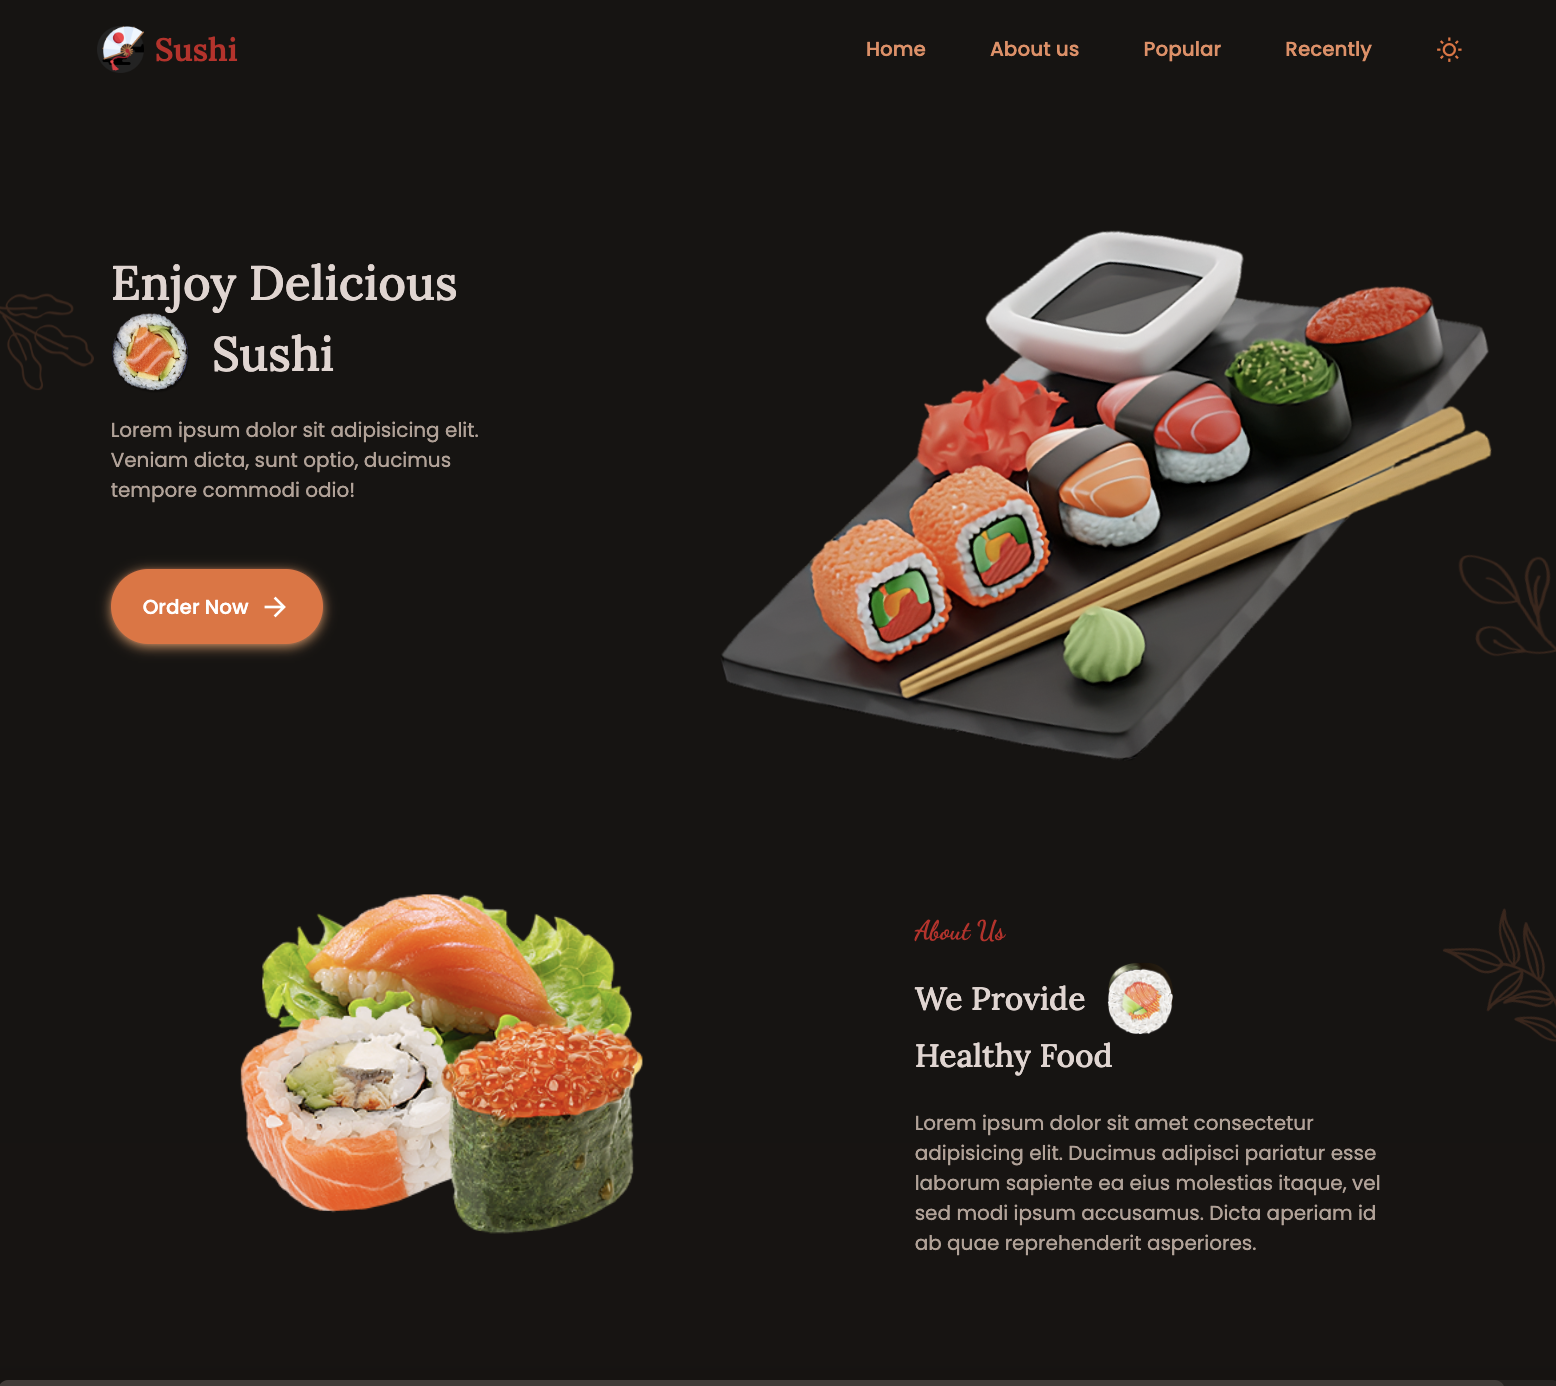 Sushi
Home About us Popular Recently
Enjoy Delicious
Sushi
Lorem ipsum dolor sit adipisicing elit.
Veniam dicta, sunt optio, ducimus
tempore commodi odio!
Order Now
About Us
We Provide
Healthy Food
Lorem ipsum dolor sit amet consectetur
adipisicing elit. Ducimus adipisci pariatur esse
laborum sapiente ea eius molestias itaque, vel
sed modi ipsum accusamus. Dicta aperiam id
ab quae reprehenderit asperiores.